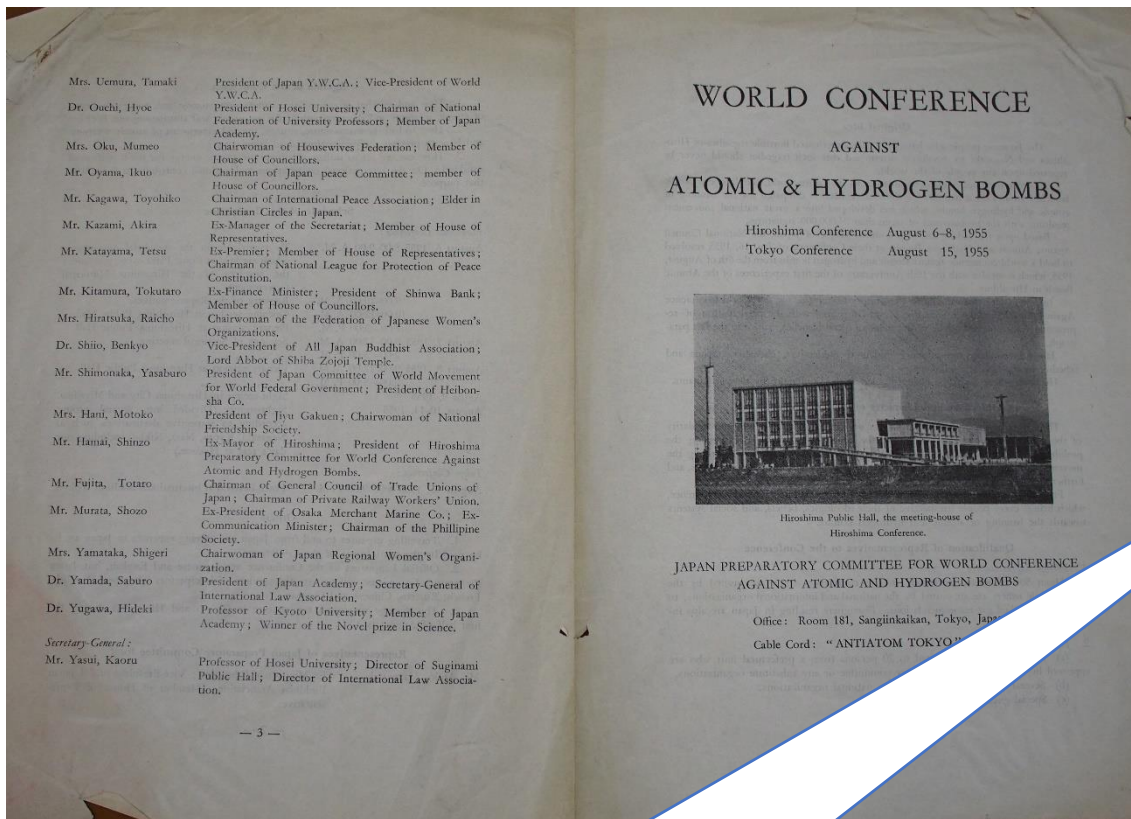 Mrs. Uemura, Tamaki President of Japan Y.W.C.A.; Vice-President of World
Y.W.C.A.
Dr. Ouchi, Hyoe President of Hosei University; Chairman of National
Federation of University Professors; Member of Japan
Academy.
Mrs. Oku, Mumeo Chairwoman of Housewives Federation; Member of
House of Councillors.
Mr. Oyama, Ikuo Chairman of Japan peace Committee; member of
House of Councillors.
Mr. Kagawa, Toyohiko Chairman of International Peace Association; Elder in
Christian Circles in Japan.
Mr. Kazami, Akira Ex-Manager of the Secretariat; Member of House of
Representatives.
Mr. Katayama, Tetsu Ex-Premier; Member of House of Representatives;
Chairman of National League for Protection of Peace
Constitution.
Mr. Kitamura, Tokutaro Ex-Finance Minister; President of Shinwa Bank;
Member of House of Councillors.
Mrs. Hiratsuka, Raicho Chairwoman of the Federation of Japanese Women's
Organizations.
Dr. Shiio, Benkyo Vice-President of All Japan Buddhist Association;
Lord Abbot of Shiba Zojoji Temple.
Mr. Shimonaka, Yasaburo President of Japan Committee of World Movement
for World Federal Government; President of Heibon-
sha Co.
Mrs. Hani, Motoko President of Jiyu Gakuen; Chairwoman of National
Friendship Society.
Mr. Hamai, Shinzo Ex-Mayor of Hiroshima; President of Hiroshima
Preparatory Committee for World Conference Against
Atomic and Hydrogen Bombs.
Mr. Fujita, Totaro Chairman of General Council of Trade Unions of
Japan; Chairman of Private Railway Workers' Union.
Mr. Murata, Shozo Ex-President of Osaka Merchant Marine Co.; Ex-
Communication Minister; Chairman of the Phillipine
Society.
Mrs. Yamataka, Shigeri Chairwoman of Japan Regional Women's Organi-
zation.
Dr. Yamada, Saburo President of Japan Academy; Secretary-General of
International Law Association.
Dr. Yugawa, Hideki Professor of Kyoto University; Member of Japan
Academy; Winner of the Novel prize in Science.
Secretary-General:
Mr. Yasui, Kaoru Professor of Hosei University; Director of Suginami
Public Hall; Director of International Law Associa-
tion.
— 3 —
WORLD CONFERENCE
AGAINST
ATOMIC & HYDROGEN BOMBS
Hiroshima Conference August 6-8, 1955
Tokyo Conference August 15, 1955
Hiroshima Public Hall, the meeting-house of
Hiroshima Conference.
JAPAN PREPARATORY COMMITTEE FOR WORLD CONFERENCE
AGAINST ATOMIC AND HYDROGEN BOMBS
Office: Room 181, Sangiinkaikan, Tokyo, Japa
Cable Cord: "ANTIATOM TOKYO"